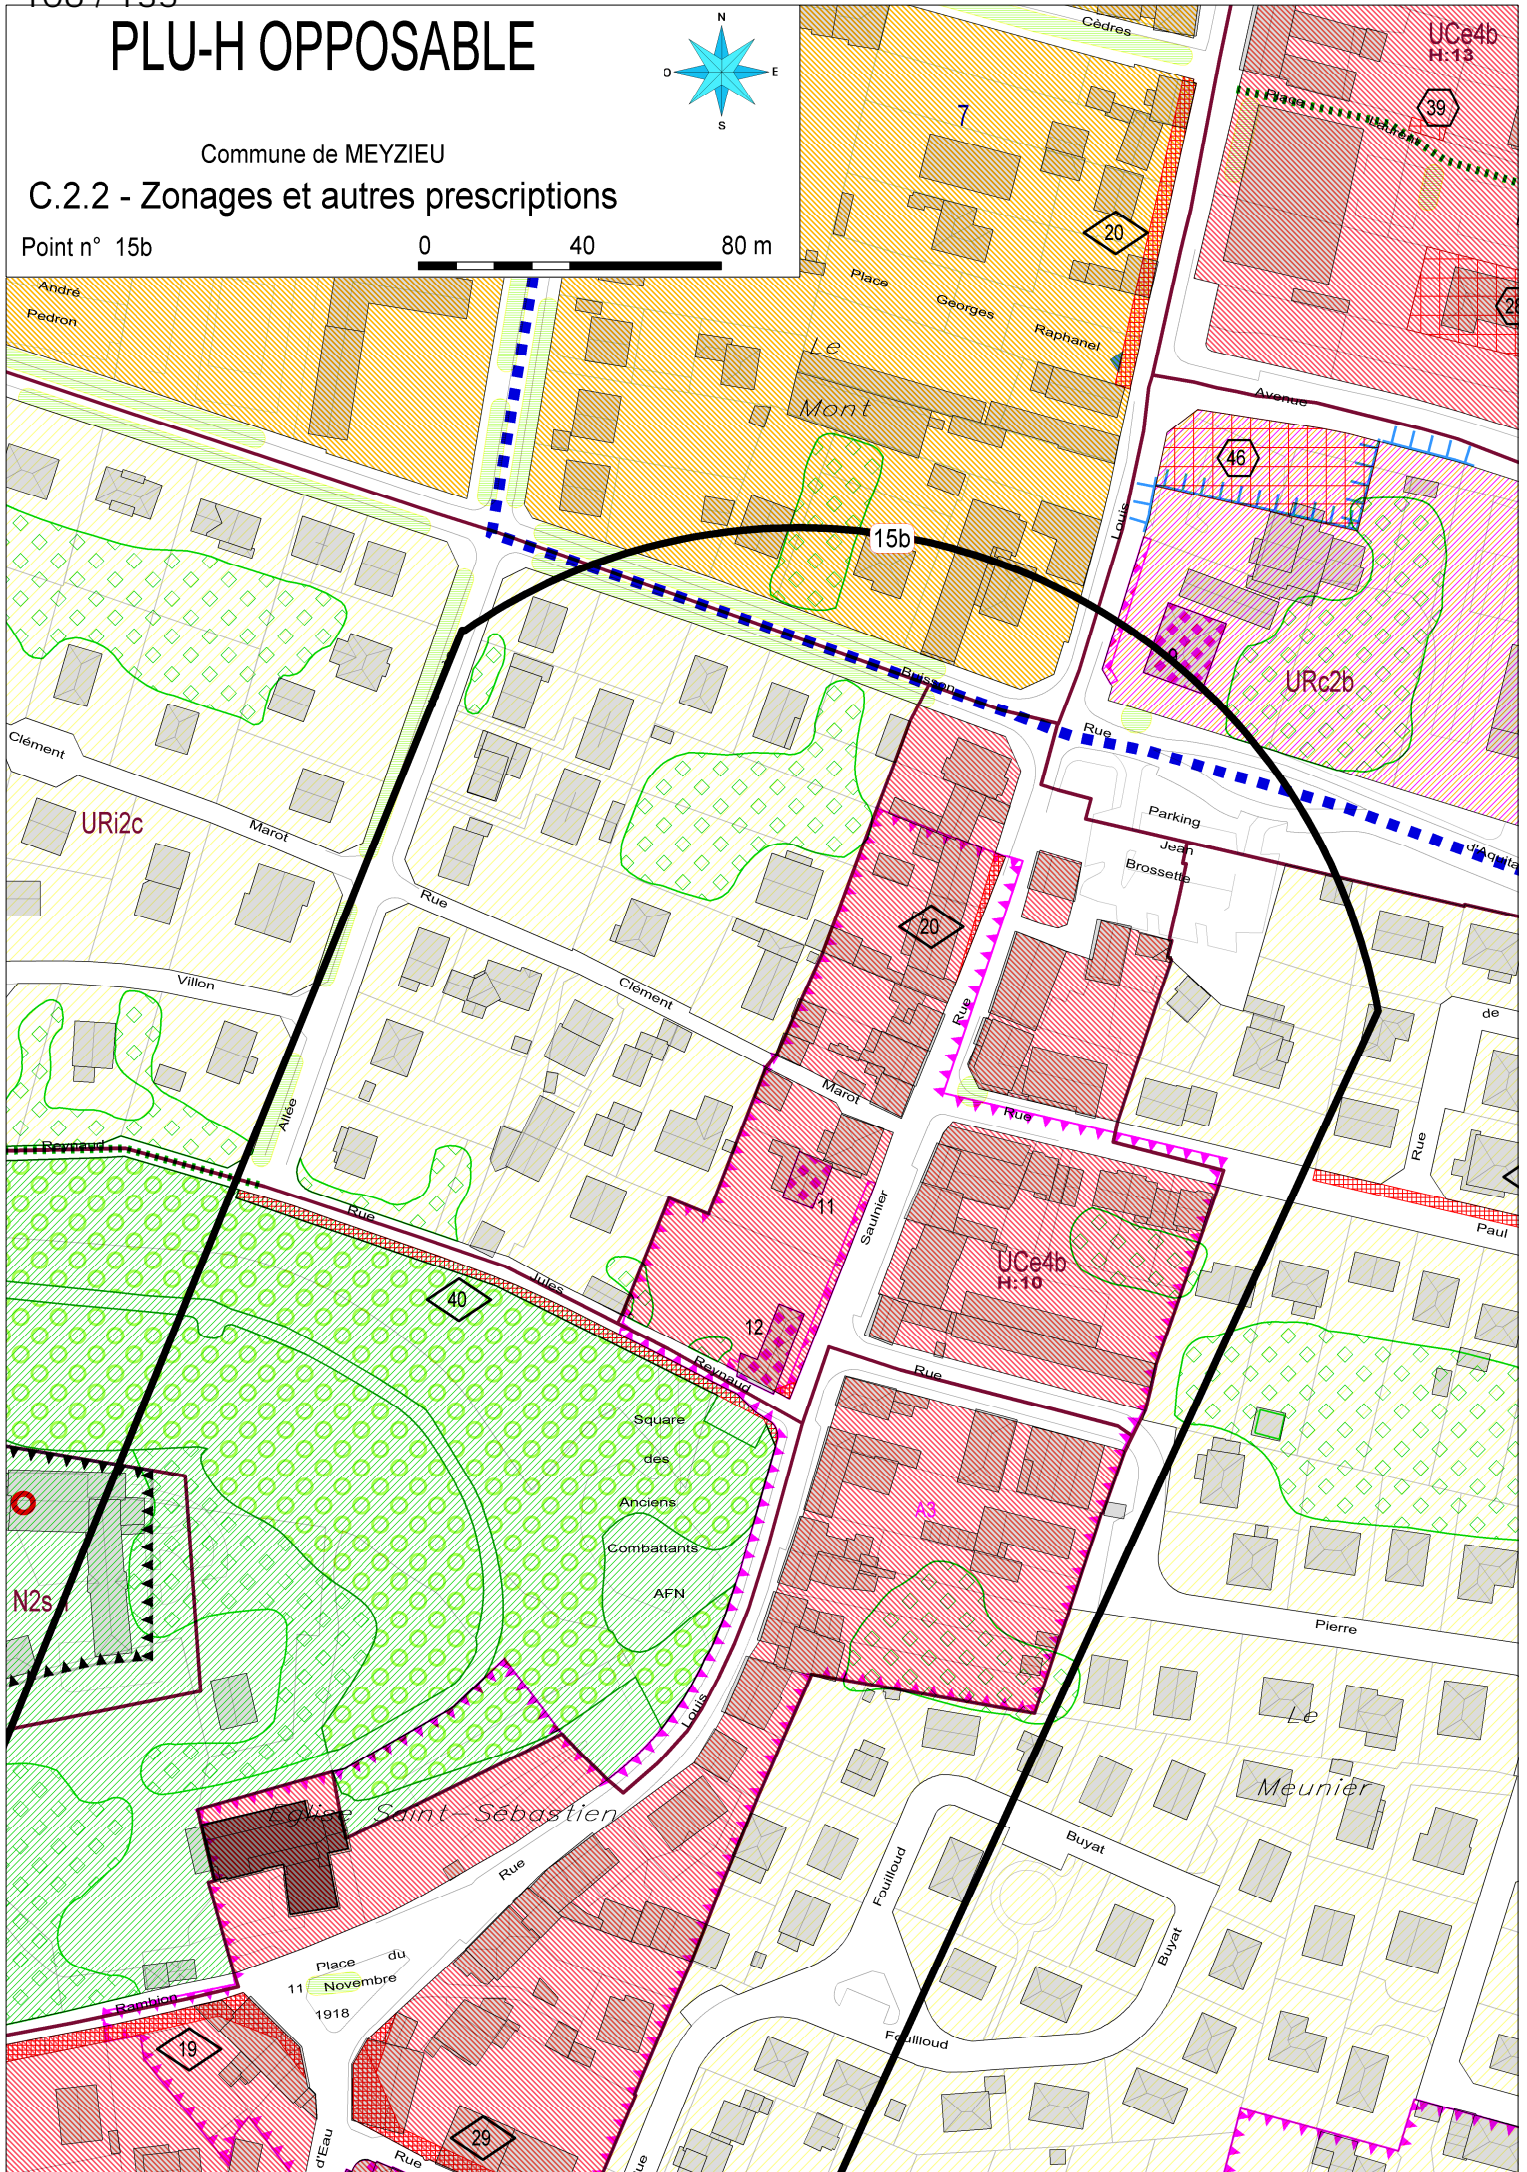 PLU-H OPPOSABLE
N
O
E
S
Commune de MEYZIEU
C.2.2 - Zonages et autres prescriptions
Point n° 15b
0 40 80 m
Cèdres
UCe4b
H:13
7
39
Place
Laurent
20
André
Pedron
Place
Georges
Raphanel
Le
Mont
Avenue
46
Louis
15b
URc2b
Buisson
Rue
d'Aquita
Clément
Marot
URi2c
Parking
Jean
Brossette
Rue
Clément
20
Villon
Rue
de
Marot
Rue
Rue
Allée
Reynaud
11
Saulnier
Paul
Rue
Jules
UCe4b
H:10
40
12
Reynaud
Rue
Square
des
Anciens
Combattants
AFN
A3
N2s
Pierre
Louis
Le
Meunier
Eglise Saint-Sébastien
Rue
Buyat
Fouilloud
Buyat
Place
du
11
Novembre
1918
Rambion
Fouilloud
19
29
d'Eau
Rue